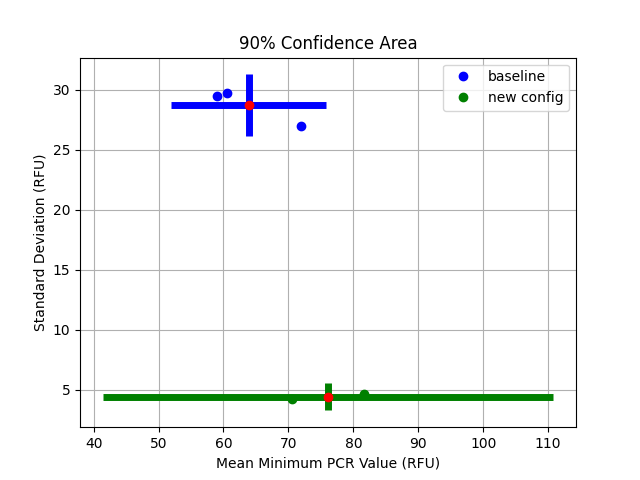 90% Confidence Area
baseline
new config
Standard Deviation (RFU)
30
25
20
15
10
5
40 50 60 70 80 90 100 110
Mean Minimum PCR Value (RFU)